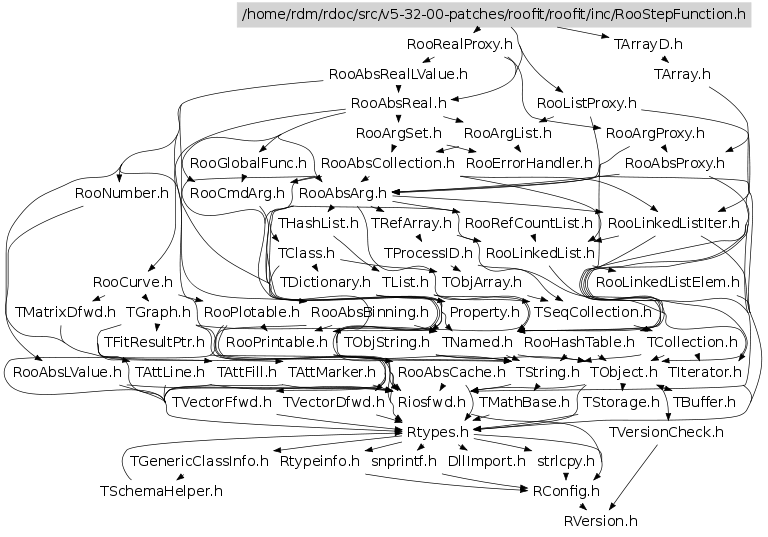 /home/rdm/rdoc/src/v5-32-00-patches/roofit/roofit/inc/RooStepFunction.h
RooRealProxy.h TArrayD.h
RooAbsRealLValue.h TArray.h
RooAbsReal.h RooListProxy.h
RooArgSet.h RooArgList.h RooArgProxy.h
RooGlobalFunc.h RooAbsCollection.h RooErrorHandler.h RooAbsProxy.h
RooNumber.h RooCmdArg.h RooAbsArg.h
THashList.h TRefArray.h RooRefCountList.h RooLinkedListIter.h
TClass.h TProcessID.h RooLinkedList.h
RooCurve.h TDictionary.h TList.h TObjArray.h RooLinkedListElem.h
TMatrixDfwd.h TGraph.h RooPlotable.h RooAbsBinning.h Property.h TSeqCollection.h
TFitResultPtr.h RooPrintable.h TObjString.h TNamed.h RooHashTable.h TCollection.h
RooAbsLValue.h TAttLine.h TAttFill.h TAttMarker.h RooAbsCache.h TString.h TObject.h TIterator.h
TVectorFfwd.h TVectorDfwd.h Riosfwd.h TMathBase.h TStorage.h TBuffer.h
Rtypes.h TVersionCheck.h
TGenericClassInfo.h Rtypeinfo.h snprintf.h DllImport.h strlcpy.h
TSchemaHelper.h RConfig.h
RVersion.h